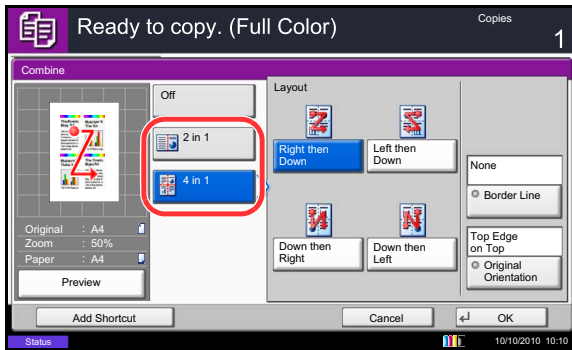 Ready to copy. (Full Color)
Copies
1
Combine
Original : A4
Zoom : 50%
Paper : A4
Preview
Off
2 in 1
4 in 1
Layout
Right then
Down
Left then
Down
Down then
Right
Down then
Left
None
Border Line
Top Edge
on Top
Original
Orientation
Add Shortcut
Cancel
OK
Status
10/10/2010 10:10